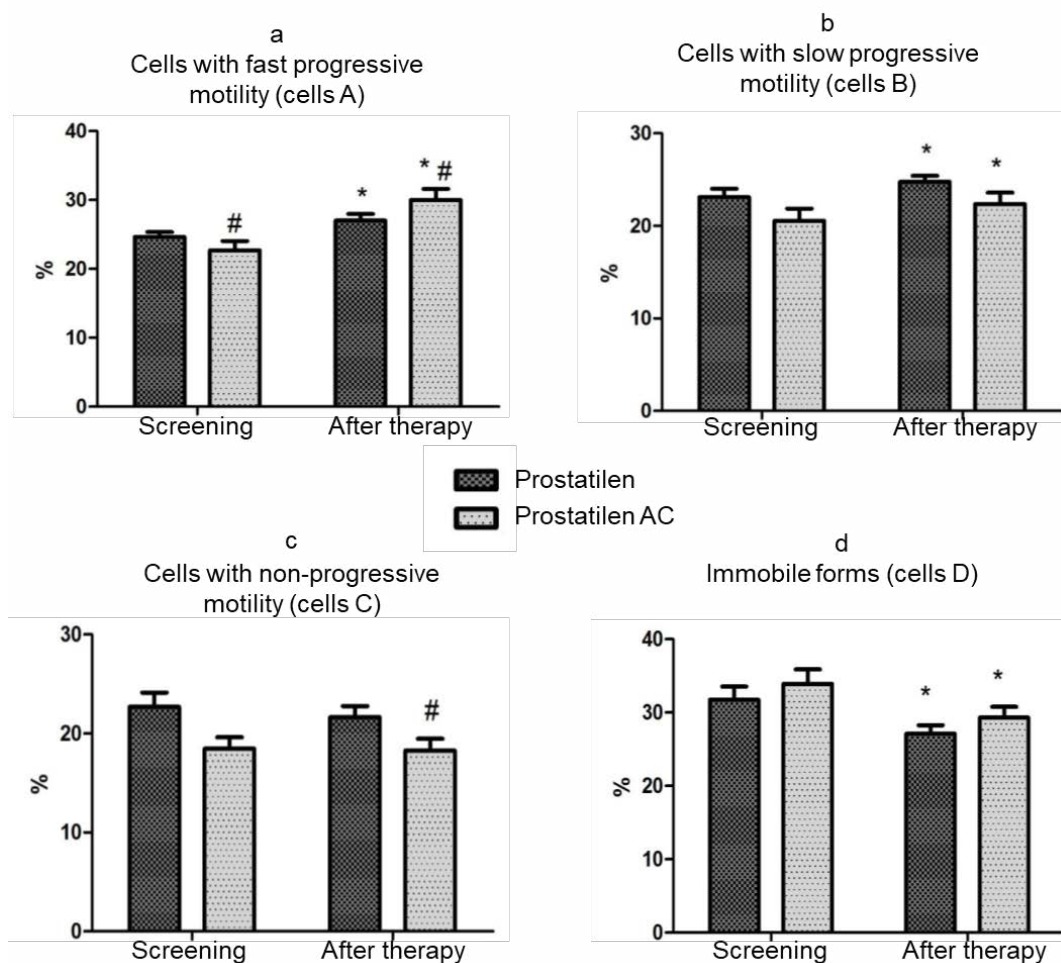 a
Cells with fast progressive
motility (cells A)
40
30
20
10
0
%
#
*
* #
Screening
After therapy
b
Cells with slow progressive
motility (cells B)
30
20
10
0
%
*
*
Screening
After therapy
Prostatilen
Prostatilen AC
c
Cells with non-progressive
motility (cells C)
30
20
10
0
%
#
Screening
After therapy
d
Immobile forms (cells D)
40
30
20
10
0
%
*
*
Screening
After therapy